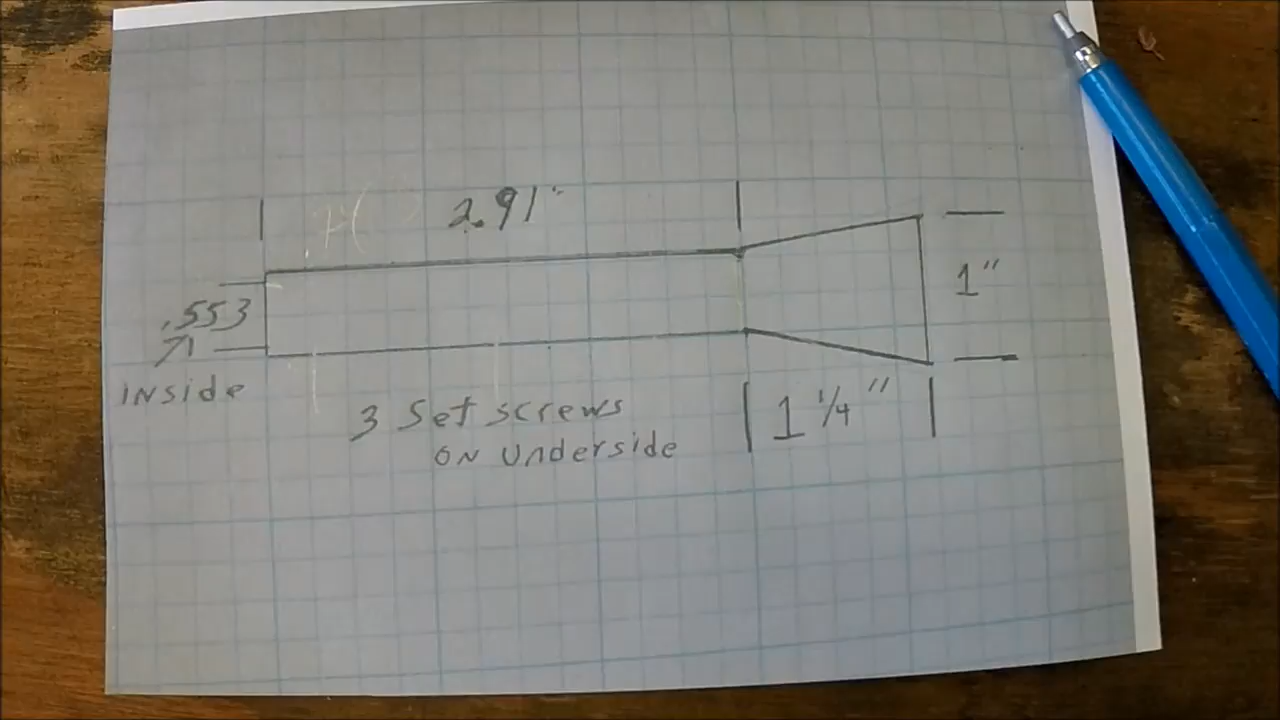 2.91"
.553
1"
INSide
1 1/4"
3 Set screws
ON UNderside